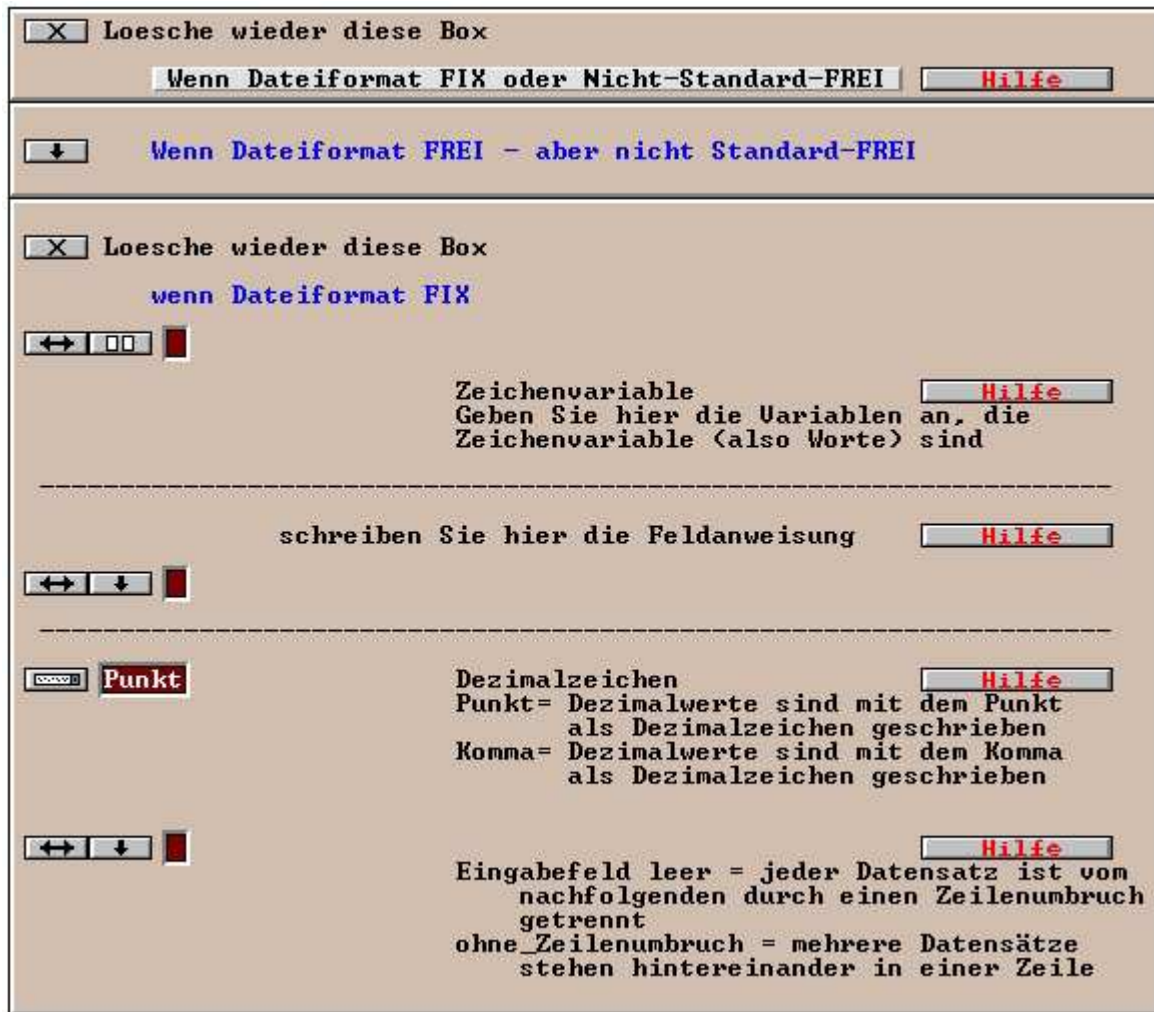 X Loesche wieder diese Box
Wenn Dateiformat FIX oder Nicht-Standard-FREI Hilfe
Wenn Dateiformat FREI - aber nicht Standard-FREI
X Loesche wieder diese Box
wenn Dateiformat FIX
Zeichenvariable Hilfe
Geben Sie hier die Variablen an, die
Zeichenvariable (also Worte) sind
schreiben Sie hier die Feldanweisung Hilfe
Punkt Dezimalzeichen Hilfe
Punkt= Dezimalwerte sind mit dem Punkt
als Dezimalzeichen geschrieben
Komma= Dezimalwerte sind mit dem Komma
als Dezimalzeichen geschrieben
Hilfe
Eingabefeld leer = jeder Datensatz ist vom
nachfolgenden durch einen Zeilenumbruch
getrennt
ohne_Zeilenumbruch = mehrere Datensätze
stehen hintereinander in einer Zeile